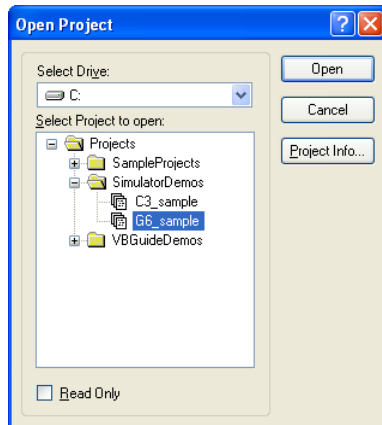 Open Project
Select Drive:
C:
Select Project to open:
Projects
SampleProjects
SimulatorDemos
C3_sample
G6_sample
VBGuideDemos
Read Only
Open
Cancel
Project Info...